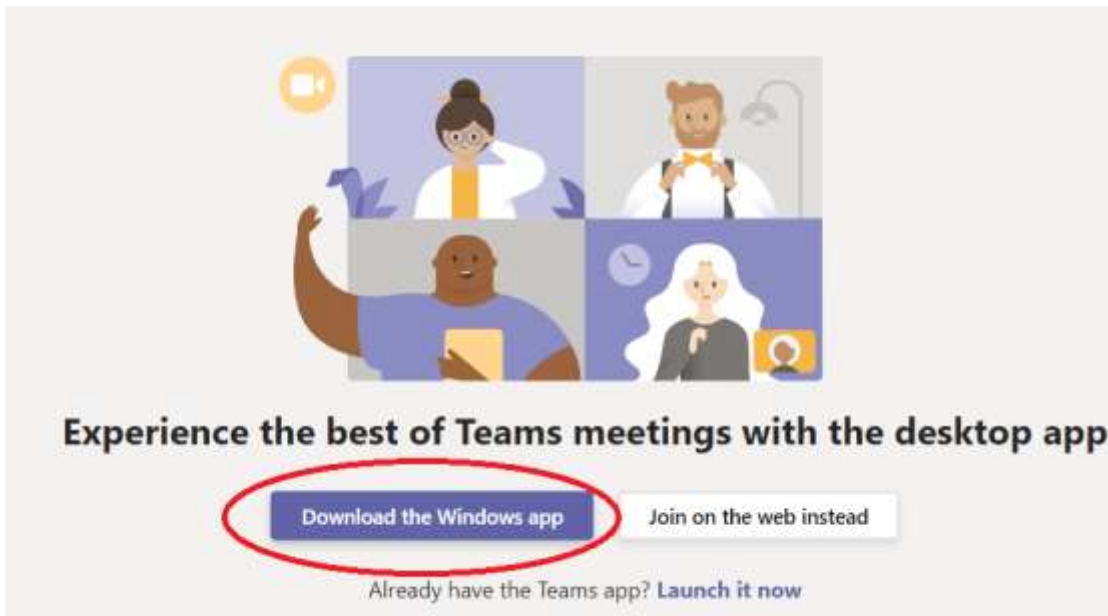 Experience the best of Teams meetings with the desktop app
Download the Windows app
Join on the web instead
Already have the Teams app? Launch it now